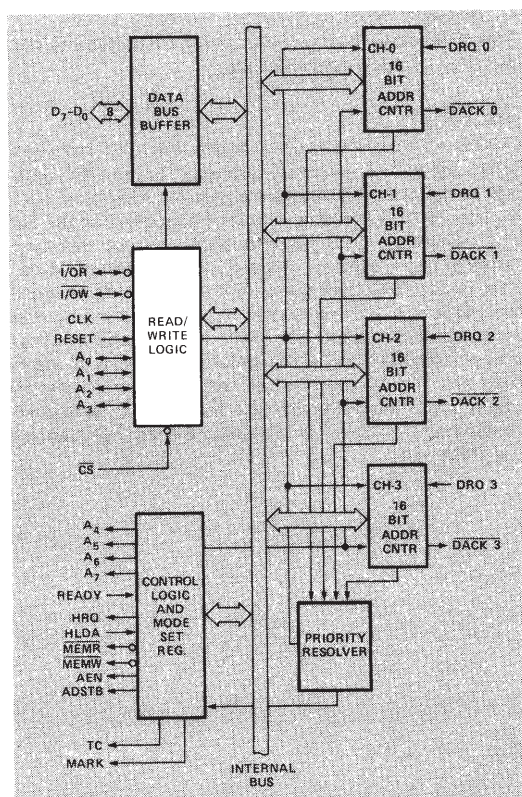 DATA
BUS
BUFFER
D7-D0
8
I/OR
I/OW
CLK
RESET
A0
A1
A2
A3
READ/
WRITE
LOGIC
CS
A4
A5
A6
A7
READY
HRQ
HLDA
MEMR
MEMW
AEN
ADSTB
CONTROL
LOGIC
AND
MODE
SET
REG.
TC
MARK
INTERNAL
BUS
CH-0
16
BIT
ADDR
CNTR
DRQ 0
DACK 0
CH-1
16
BIT
ADDR
CNTR
DRQ 1
DACK 1
CH-2
16
BIT
ADDR
CNTR
DRQ 2
DACK 2
CH-3
16
BIT
ADDR
CNTR
DRQ 3
DACK 3
PRIORITY
RESOLVER